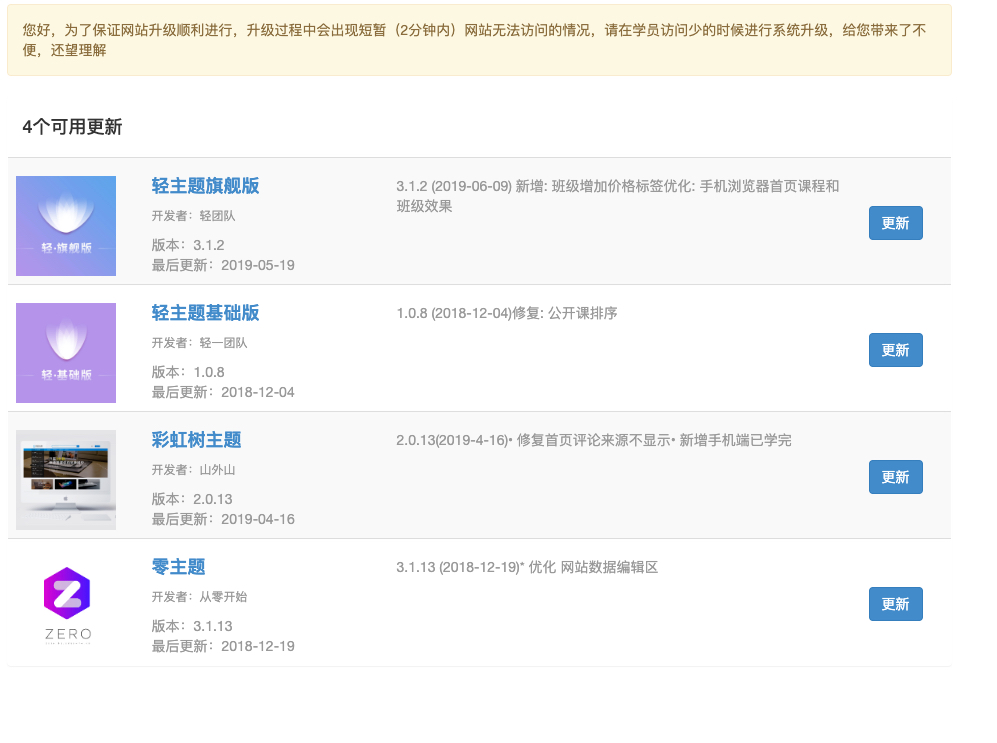 您好，为了保证网站升级顺利进行，升级过程中会出现短暂（2分钟内）网站无法访问的情况，请在学员访问少的时候进行系统升级，给您带来了不
便，还望理解
4个可用更新
轻·旗舰版
轻主题旗舰版
开发者：轻团队
版本：3.1.2
最后更新：2019-05-19
3.1.2 (2019-06-09) 新增: 班级增加价格标签优化: 手机浏览器首页课程和
班级效果
更新
轻·基础版
轻主题基础版
开发者：轻一团队
版本：1.0.8
最后更新：2018-12-04
1.0.8 (2018-12-04)修复: 公开课排序
更新
彩虹树主题
开发者：山外山
版本：2.0.13
最后更新：2019-04-16
2.0.13(2019-4-16)• 修复首页评论来源不显示• 新增手机端已学完
更新
ZERO
零主题
开发者：从零开始
版本：3.1.13
最后更新：2018-12-19
3.1.13 (2018-12-19)* 优化 网站数据编辑区
更新